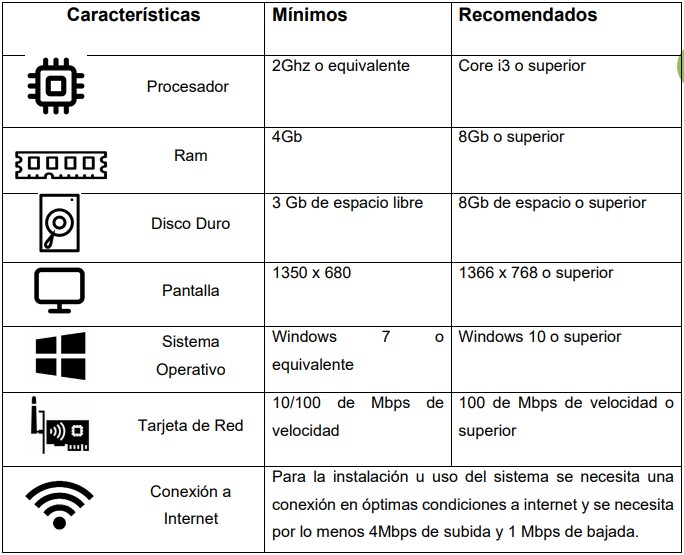 Características Mínimos Recomendados
Procesador 2Ghz o equivalente Core i3 o superior
Ram 4Gb 8Gb o superior
Disco Duro 3 Gb de espacio libre 8Gb de espacio o superior
Pantalla 1350 x 680 1366 x 768 o superior
Sistema
Operativo
Windows 7 o
equivalente
Windows 10 o superior
Tarjeta de Red
10/100 de Mbps de
velocidad
100 de Mbps de velocidad o
superior
Conexión a
Internet
Para la instalación u uso del sistema se necesita una
conexión en óptimas condiciones a internet y se necesita
por lo menos 4Mbps de subida y 1 Mbps de bajada.